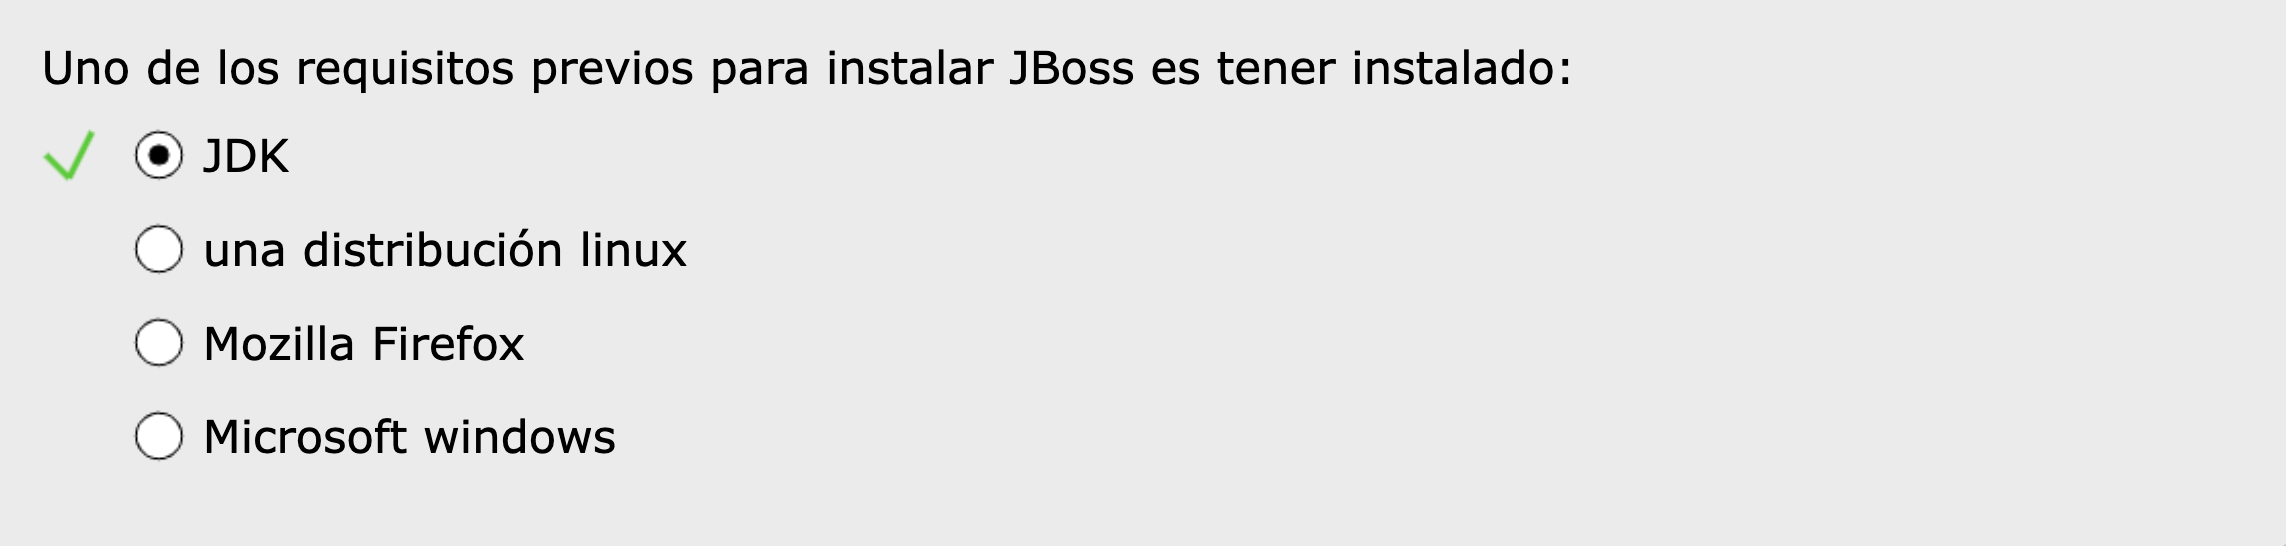 Uno de los requisitos previos para instalar JBoss es tener instalado:
JDK
una distribución linux
Mozilla Firefox
Microsoft windows